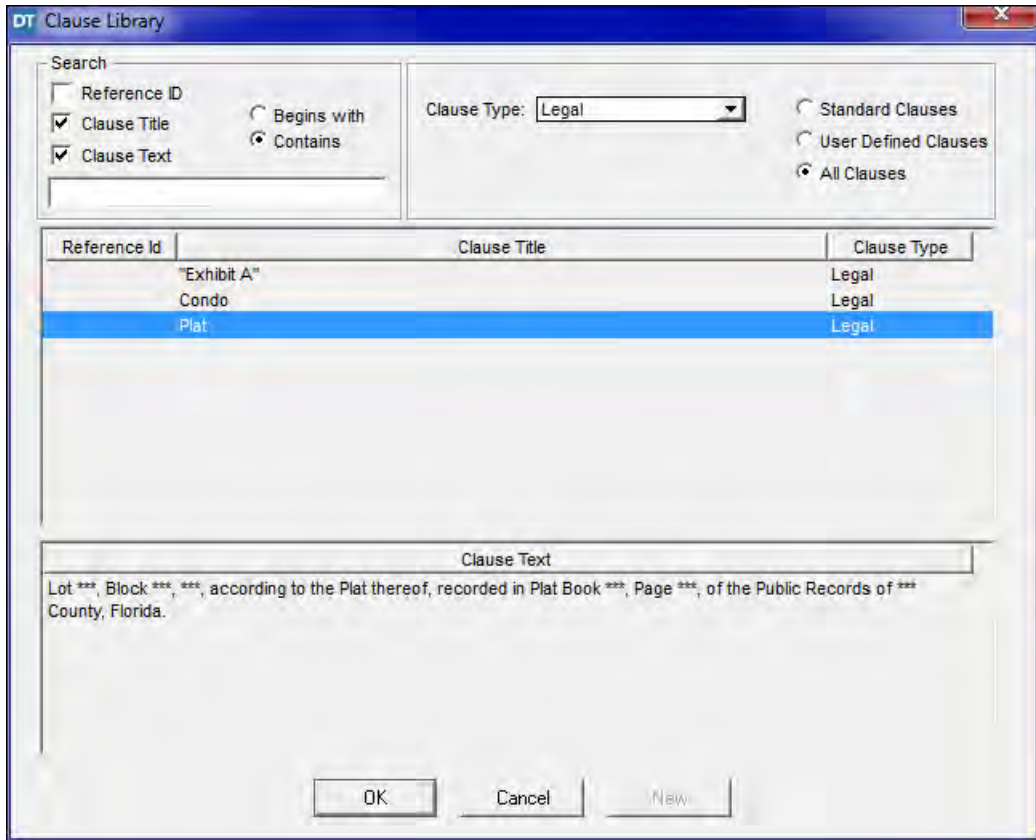 DT Clause Library
Search
Reference ID
Clause Title
Clause Text
Begins with
Contains
Clause Type: Legal
Standard Clauses
User Defined Clauses
All Clauses
Reference Id Clause Title Clause Type
"Exhibit A" Legal
Condo Legal
Plat Legal
Clause Text
Lot ***, Block ***, ***, according to the Plat thereof, recorded in Plat Book ***, Page ***, of the Public Records of ***
County, Florida.
OK Cancel New